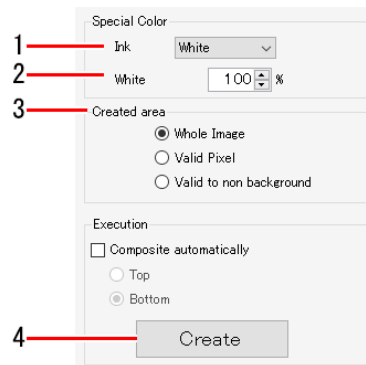 Special Color
1 Ink White
2 White 100 %
3 Created area
Whole Image
Valid Pixel
Valid to non background
Execution
Composite automatically
Top
Bottom
4 Create